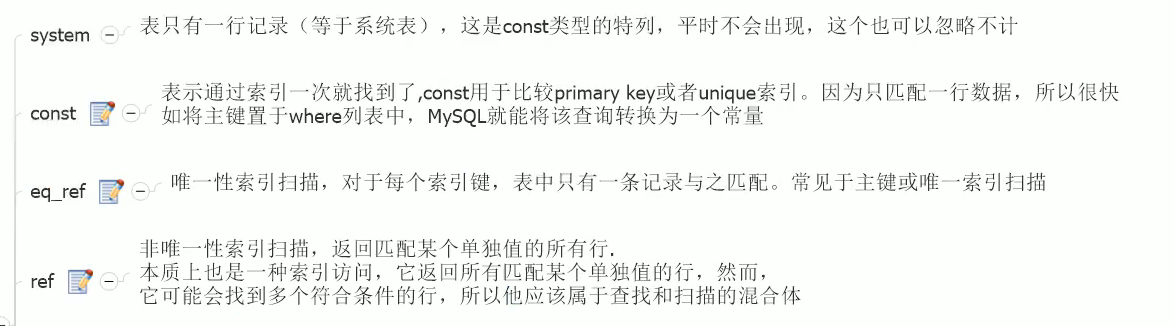 system 表只有一行记录（等于系统表），这是const类型的特列，平时不会出现，这个也可以忽略不计
const 表示通过索引一次就找到了,const用于比较primary key或者unique索引。因为只匹配一行数据，所以很快
如将主键置于where列表中，MySQL就能将该查询转换为一个常量
eq_ref 唯一性索引扫描，对于每个索引键，表中只有一条记录与之匹配。常见于主键或唯一索引扫描
非唯一性索引扫描，返回匹配某个单独值的所有行.
ref 本质上也是一种索引访问，它返回所有匹配某个单独值的行，然而，
它可能会找到多个符合条件的行，所以他应该属于查找和扫描的混合体